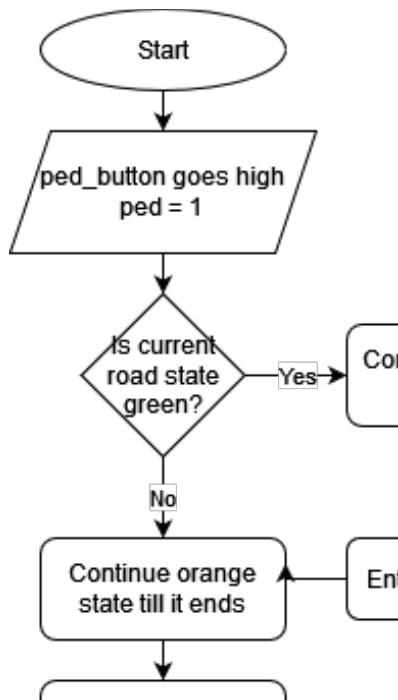 Start
ped_button goes high
ped = 1
Is current
road state
green?
Yes
No
Continue orange
state till it ends